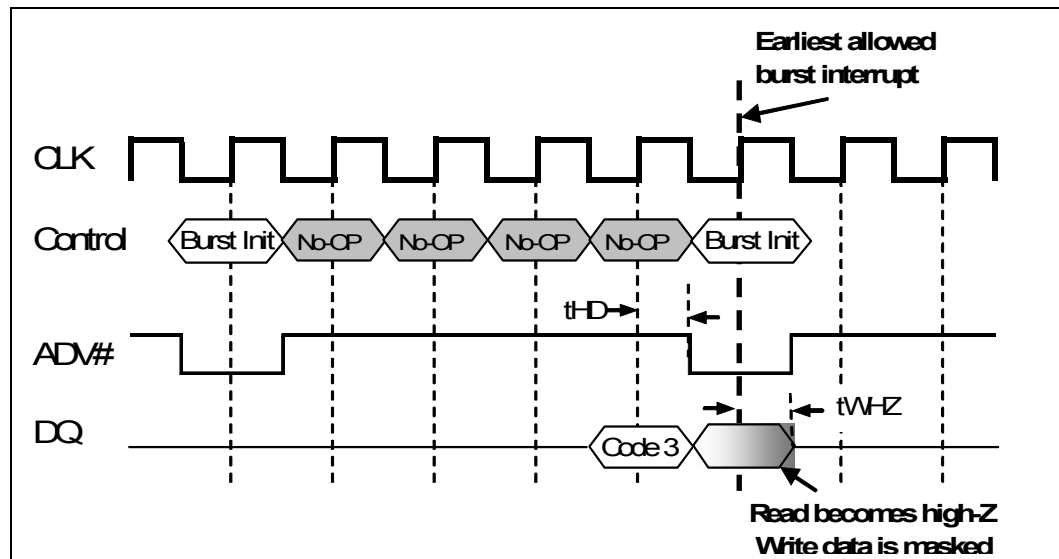 Earliest allowed
burst interrupt
CLK
Control
Burst Init
No-OP
No-OP
No-OP
No-OP
Burst Init
tHD
ADV#
tWHZ
DQ
Code 3
Read becomes high-Z
Write data is masked